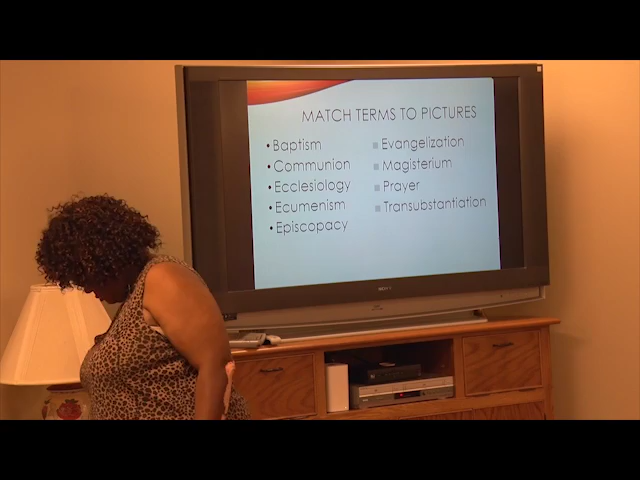 MATCH TERMS TO PICTURES
• Baptism
• Communion
• Ecclesiology
• Ecumenism
• Episcopacy
■ Evangelization
■ Magisterium
■ Prayer
■ Transubstantiation
SONY